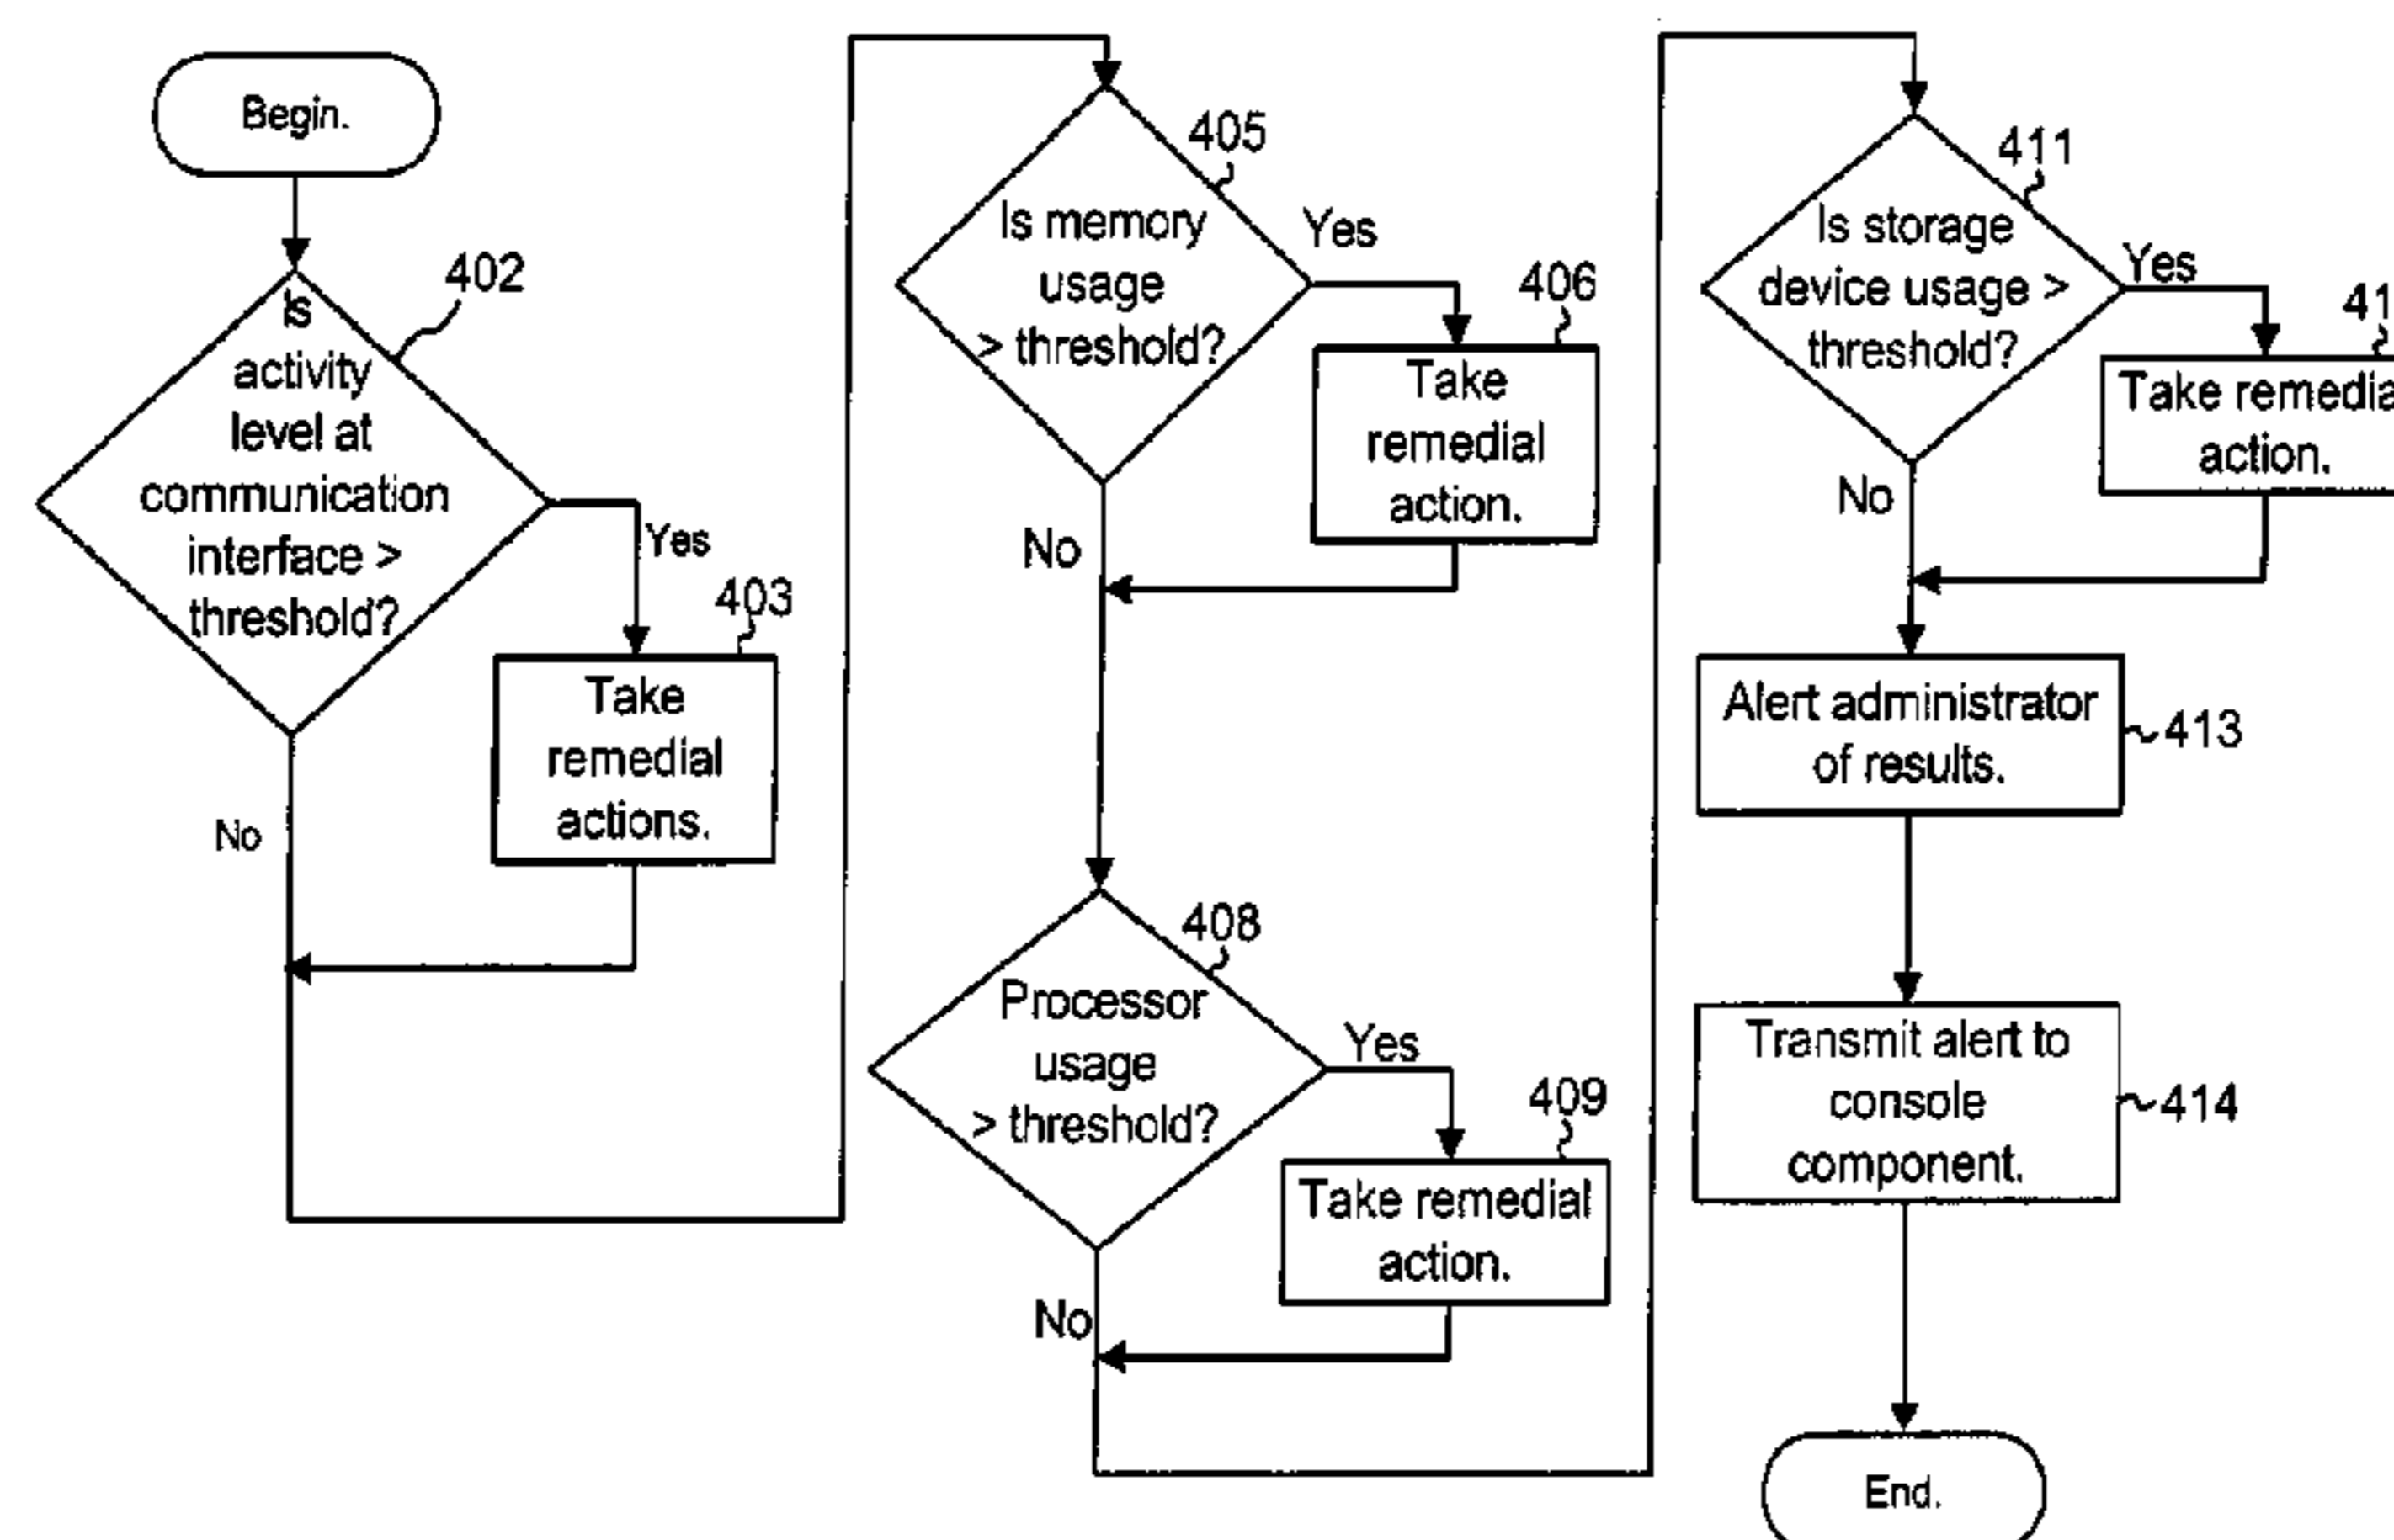 Begin.
402
Is
activity
level at
communication
interface >
threshold?
Yes
403
Take
remedial
actions.
No
405
Is memory
usage
> threshold?
Yes
406
Take
remedial
action.
No
408
Processor
usage
> threshold?
Yes
409
Take remedial
action.
No
411
Is storage
device usage >
threshold?
Yes
Take
action.
No
Alert administrator
of results.
413
Transmit alert to
console
component.
414
End.